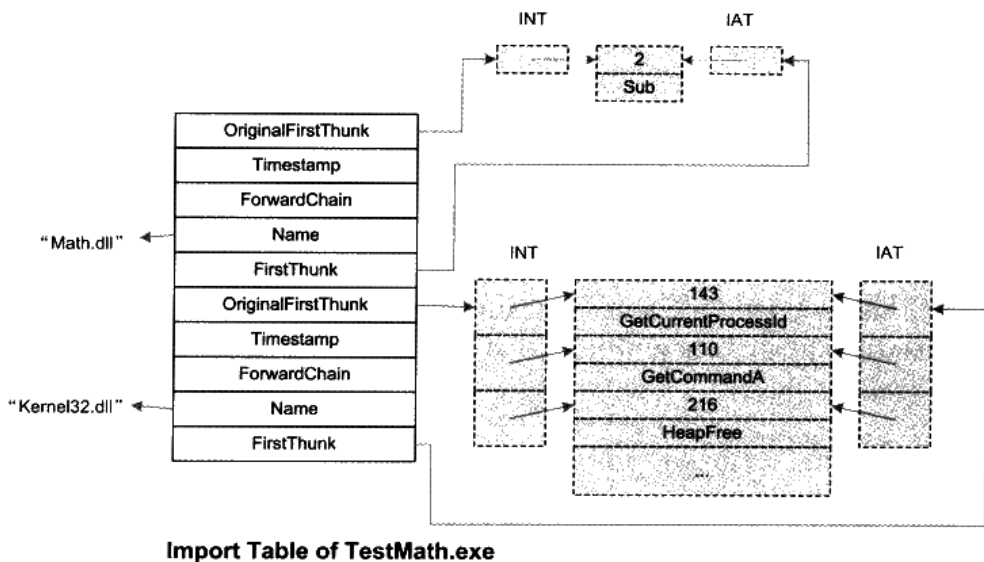 INT
IAT
2
Sub
OriginalFirstThunk
Timestamp
ForwardChain
Name
FirstThunk
"Math.dll"
OriginalFirstThunk
Timestamp
ForwardChain
Name
FirstThunk
"Kernel32.dll"
INT
IAT
143
GetCurrentProcessId
110
GetCommandA
216
HeapFree
...
Import Table of TestMath.exe